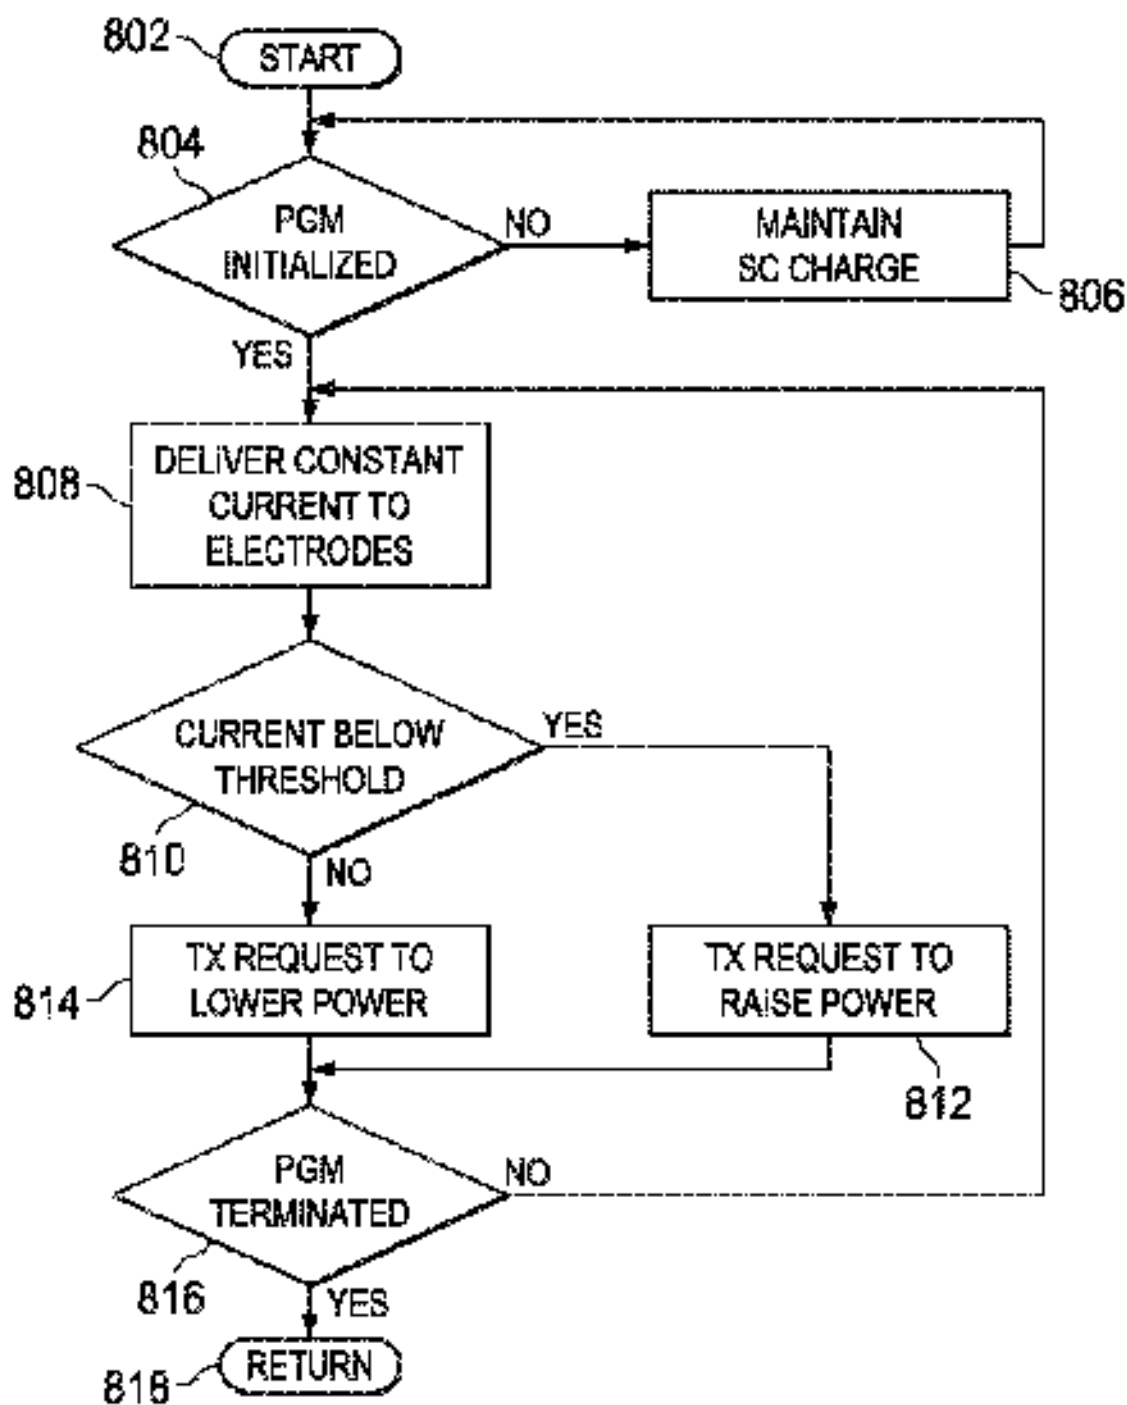 802
START
804
PGM
INITIALIZED
NO
MAINTAIN
SC CHARGE
806
YES
808
DELIVER CONSTANT
CURRENT TO
ELECTRODES
CURRENT BELOW
THRESHOLD
YES
810
NO
814
TX REQUEST TO
LOWER POWER
TX REQUEST TO
RAISE POWER
812
PGM
TERMINATED
NO
816
YES
818
RETURN